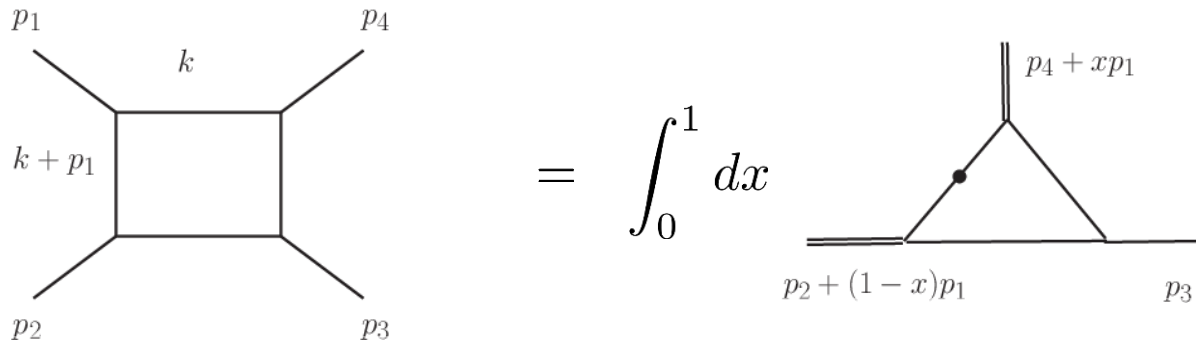 p₁
p₄
k
k + p₁
p₂
p₃
= ∫₀¹ dx
p₄ + xp₁
p₂ + (1 − x)p₁
p₃